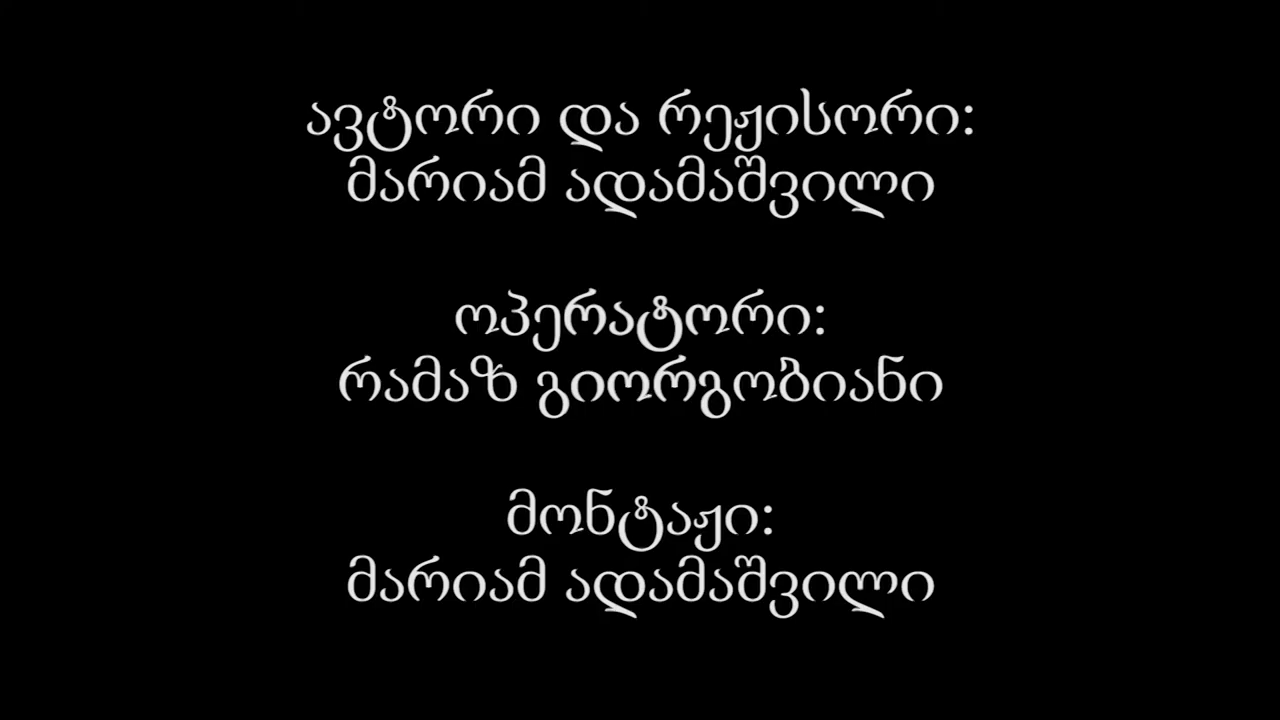 ავტორი და რეჟისორი:
მარიამ ადამაშვილი
ოპერატორი:
რამაზ გიორგობიანი
მონტაჟი:
მარიამ ადამაშვილი